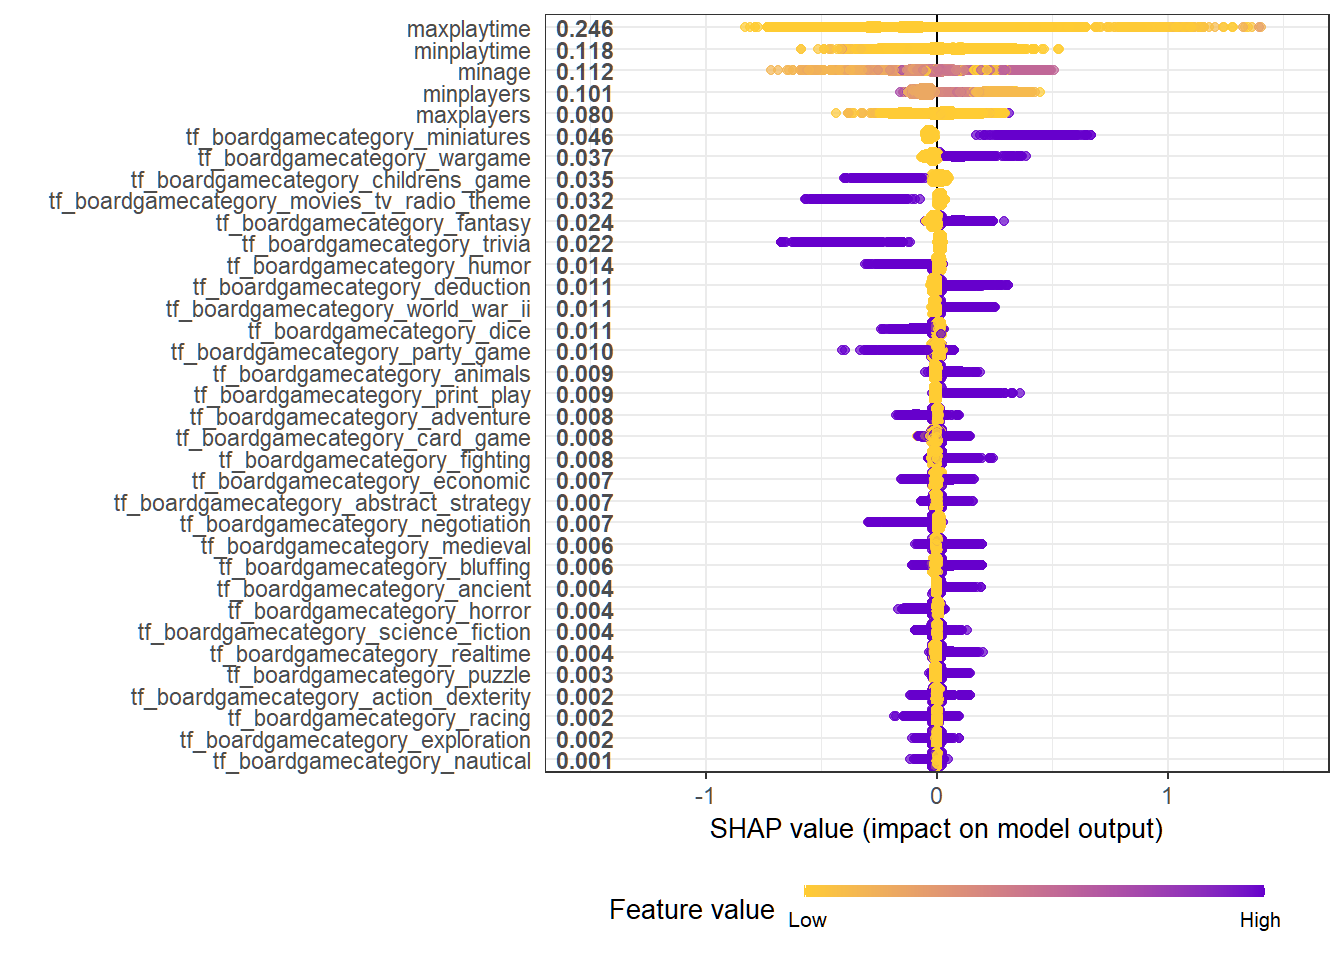 maxplaytime 0.246
minplaytime 0.118
minage 0.112
minplayers 0.101
maxplayers 0.080
tf_boardgamecategory_miniatures 0.046
tf_boardgamecategory_wargame 0.037
tf_boardgamecategory_childrens_game 0.035
tf_boardgamecategory_movies_tv_radio_theme 0.032
tf_boardgamecategory_fantasy 0.024
tf_boardgamecategory_trivia 0.022
tf_boardgamecategory_humor 0.014
tf_boardgamecategory_deduction 0.011
tf_boardgamecategory_world_war_ii 0.011
tf_boardgamecategory_dice 0.011
tf_boardgamecategory_party_game 0.010
tf_boardgamecategory_animals 0.009
tf_boardgamecategory_print_play 0.009
tf_boardgamecategory_adventure 0.008
tf_boardgamecategory_card_game 0.008
tf_boardgamecategory_fighting 0.008
tf_boardgamecategory_economic 0.007
tf_boardgamecategory_abstract_strategy 0.007
tf_boardgamecategory_negotiation 0.007
tf_boardgamecategory_medieval 0.006
tf_boardgamecategory_bluffing 0.006
tf_boardgamecategory_ancient 0.004
tf_boardgamecategory_horror 0.004
tf_boardgamecategory_science_fiction 0.004
tf_boardgamecategory_realtime 0.004
tf_boardgamecategory_puzzle 0.003
tf_boardgamecategory_action_dexterity 0.002
tf_boardgamecategory_racing 0.002
tf_boardgamecategory_exploration 0.002
tf_boardgamecategory_nautical 0.001
-1 0 1
SHAP value (impact on model output)
Feature value
Low High